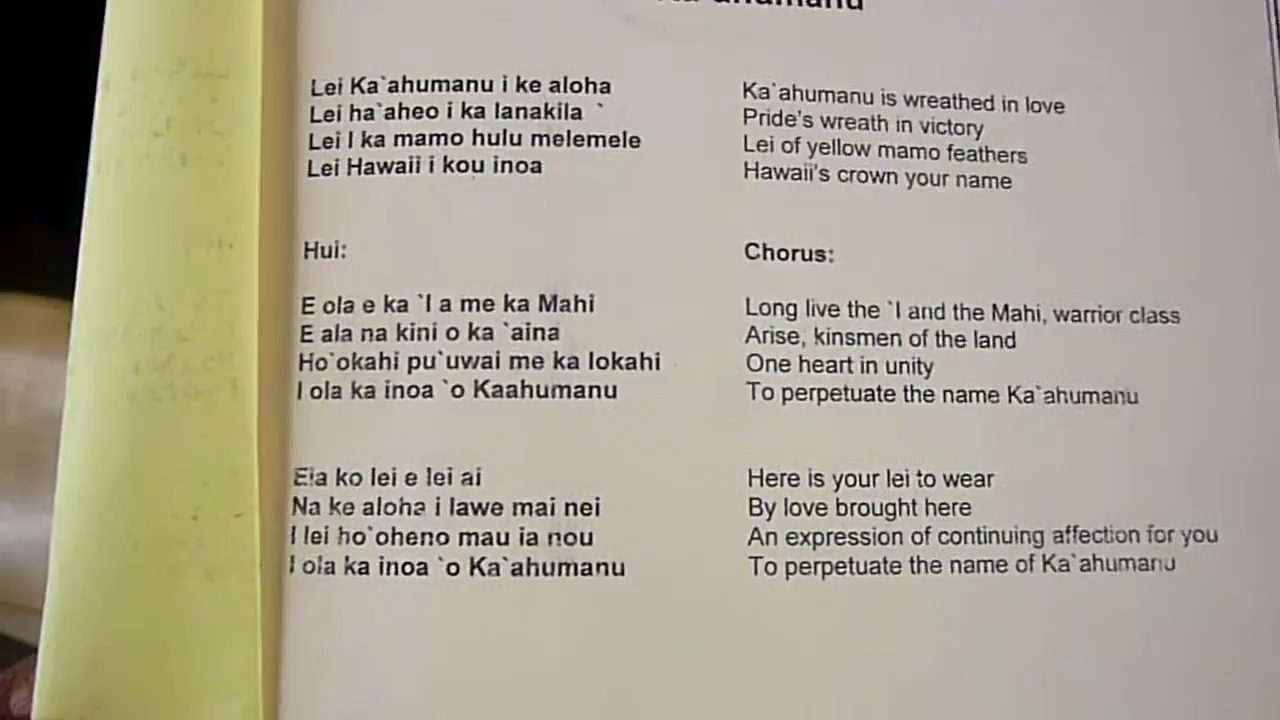 Lei Ka`ahumanu i ke aloha
Lei ha`aheo i ka lanakila `
Lei I ka mamo hulu melemele
Lei Hawaii i kou inoa
Hui:
E ola e ka `I a me ka Mahi
E ala na kini o ka `aina
Ho`okahi pu`uwai me ka lokahi
I ola ka inoa `o Kaahumanu
Eia ko lei e lei ai
Na ke aloha i lawe mai nei
I lei ho`oheno mau ia nou
I ola ka inoa `o Ka`ahumanu
Ka`ahumanu is wreathed in love
Pride's wreath in victory
Lei of yellow mamo feathers
Hawaii's crown your name
Chorus:
Long live the `I and the Mahi, warrior class
Arise, kinsmen of the land
One heart in unity
To perpetuate the name Ka`ahumanu
Here is your lei to wear
By love brought here
An expression of continuing affection for you
To perpetuate the name of Ka`ahumanu